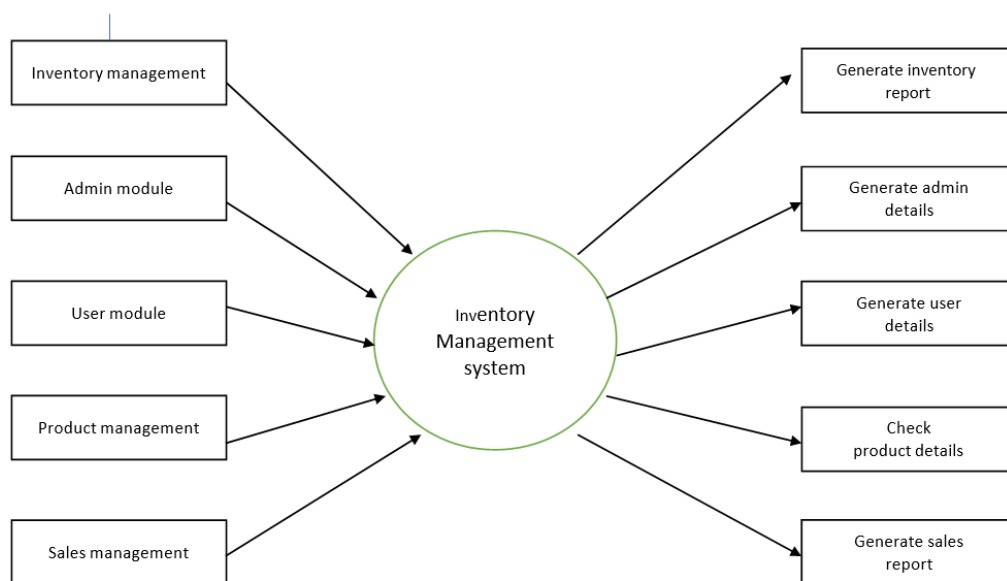 Inventory management
Generate inventory
report
Admin module
Generate admin
details
User module
Inventory
Management
system
Generate user
details
Product management
Check
product details
Sales management
Generate sales
report